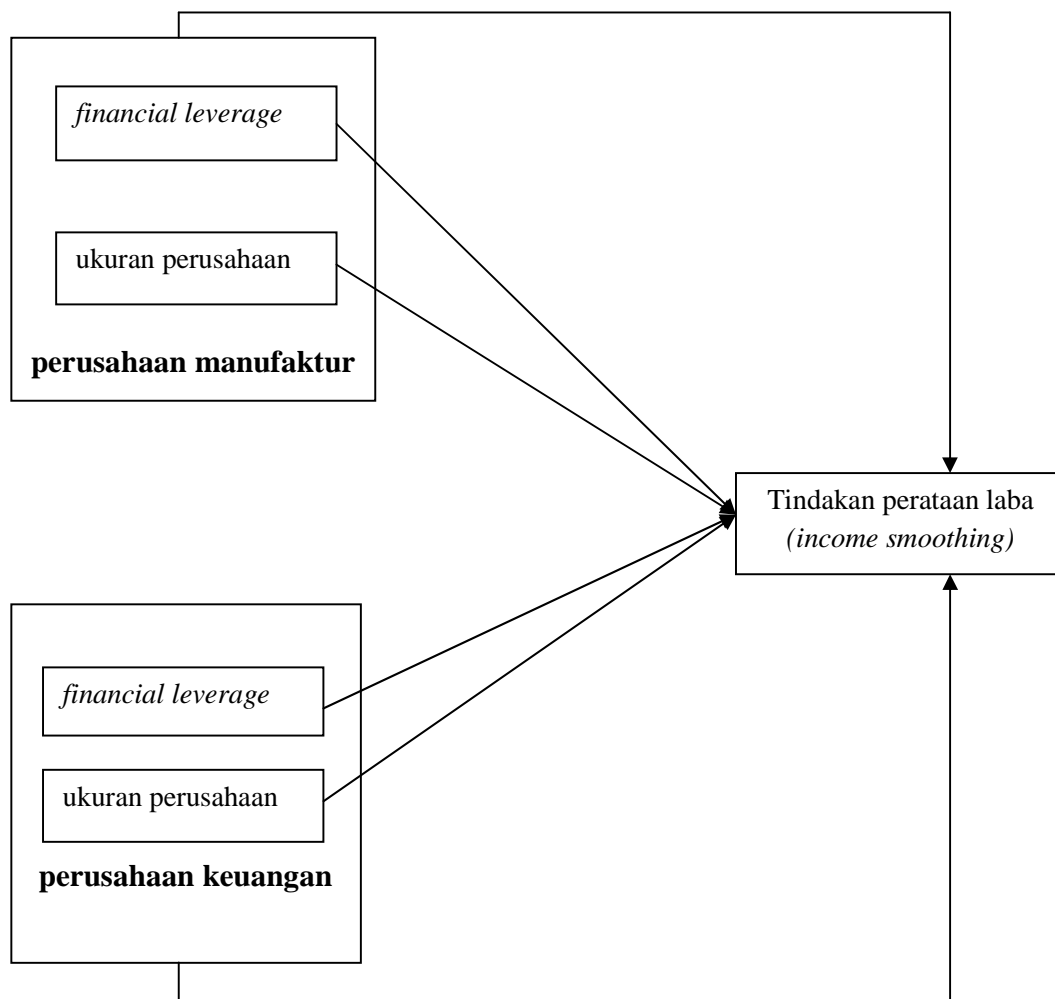 financial leverage
ukuran perusahaan
perusahaan manufaktur
Tindakan perataan laba
(income smoothing)
financial leverage
ukuran perusahaan
perusahaan keuangan